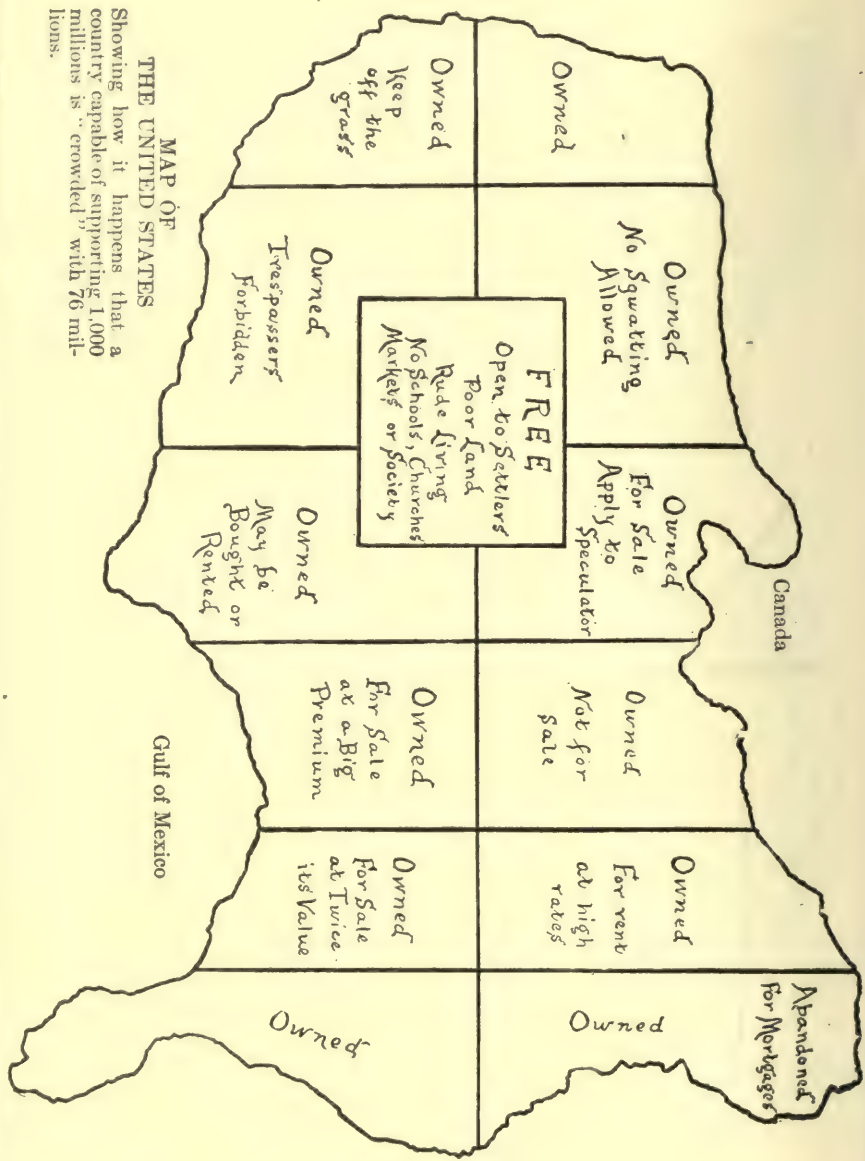 Canada
Owned
Owned
No Squatting
Allowed
Owned
For Sale
Apply to
Speculator
Owned
Not for
Sale
Owned
For rent
at high
rates
Abandoned
for Mortgages
Owned
FREE
Open to Settlers
Poor Land
Rude Living
No Schools, Churches
Markets or Society
Owned
Keep
off the
grass
Owned
Trespassers
Forbidden
Owned
May be
Bought or
Rented
Owned
For Sale
at a Big
Premium
Owned
For Sale
at Twice
its Value
Owned
Gulf of Mexico
MAP OF
THE UNITED STATES
Showing how it happens that a
country capable of supporting 1,000
millions is "crowded" with 76 mil-
lions.